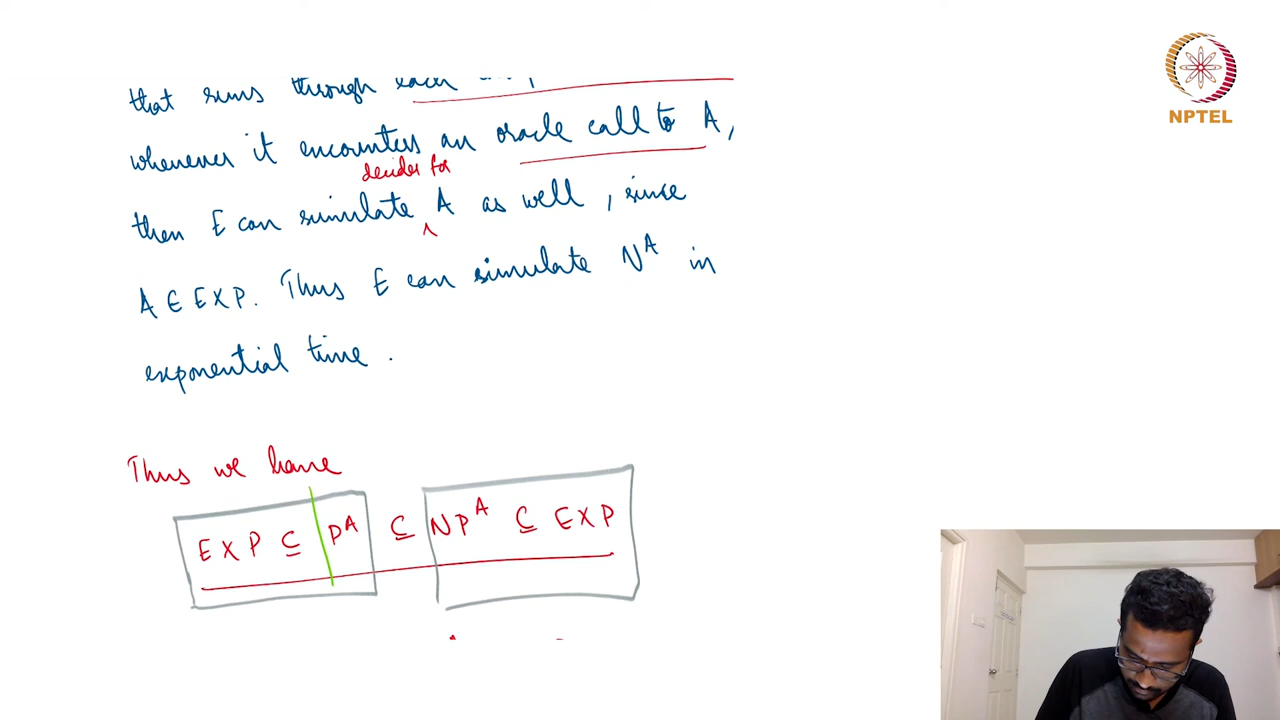 that runs through each
whenever it encounters an oracle call to A,
decider for
then E can simulate ‸ A as well, since
A ∈ EXP. Thus E can simulate N^A in
exponential time.
Thus we have
EXP ⊆ P^A ⊆ NP^A ⊆ EXP
NPTEL